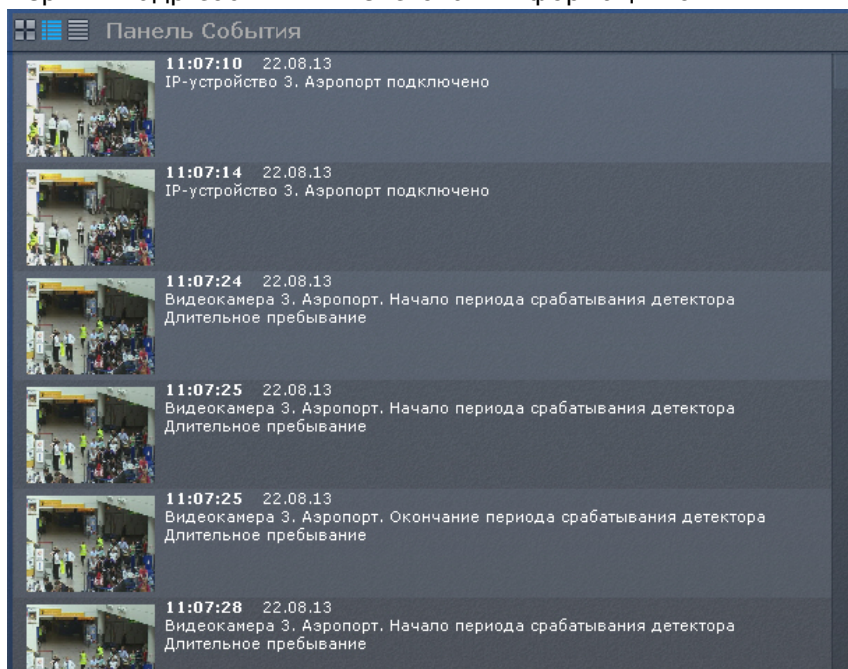 Панель События
11:07:10 22.08.13
IP-устройство 3. Аэропорт подключено
11:07:14 22.08.13
IP-устройство 3. Аэропорт подключено
11:07:24 22.08.13
Видеокамера 3. Аэропорт. Начало периода срабатывания детектора
Длительное пребывание
11:07:25 22.08.13
Видеокамера 3. Аэропорт. Начало периода срабатывания детектора
Длительное пребывание
11:07:25 22.08.13
Видеокамера 3. Аэропорт. Окончание периода срабатывания детектора
Длительное пребывание
11:07:28 22.08.13
Видеокамера 3. Аэропорт. Начало периода срабатывания детектора
Длительное пребывание